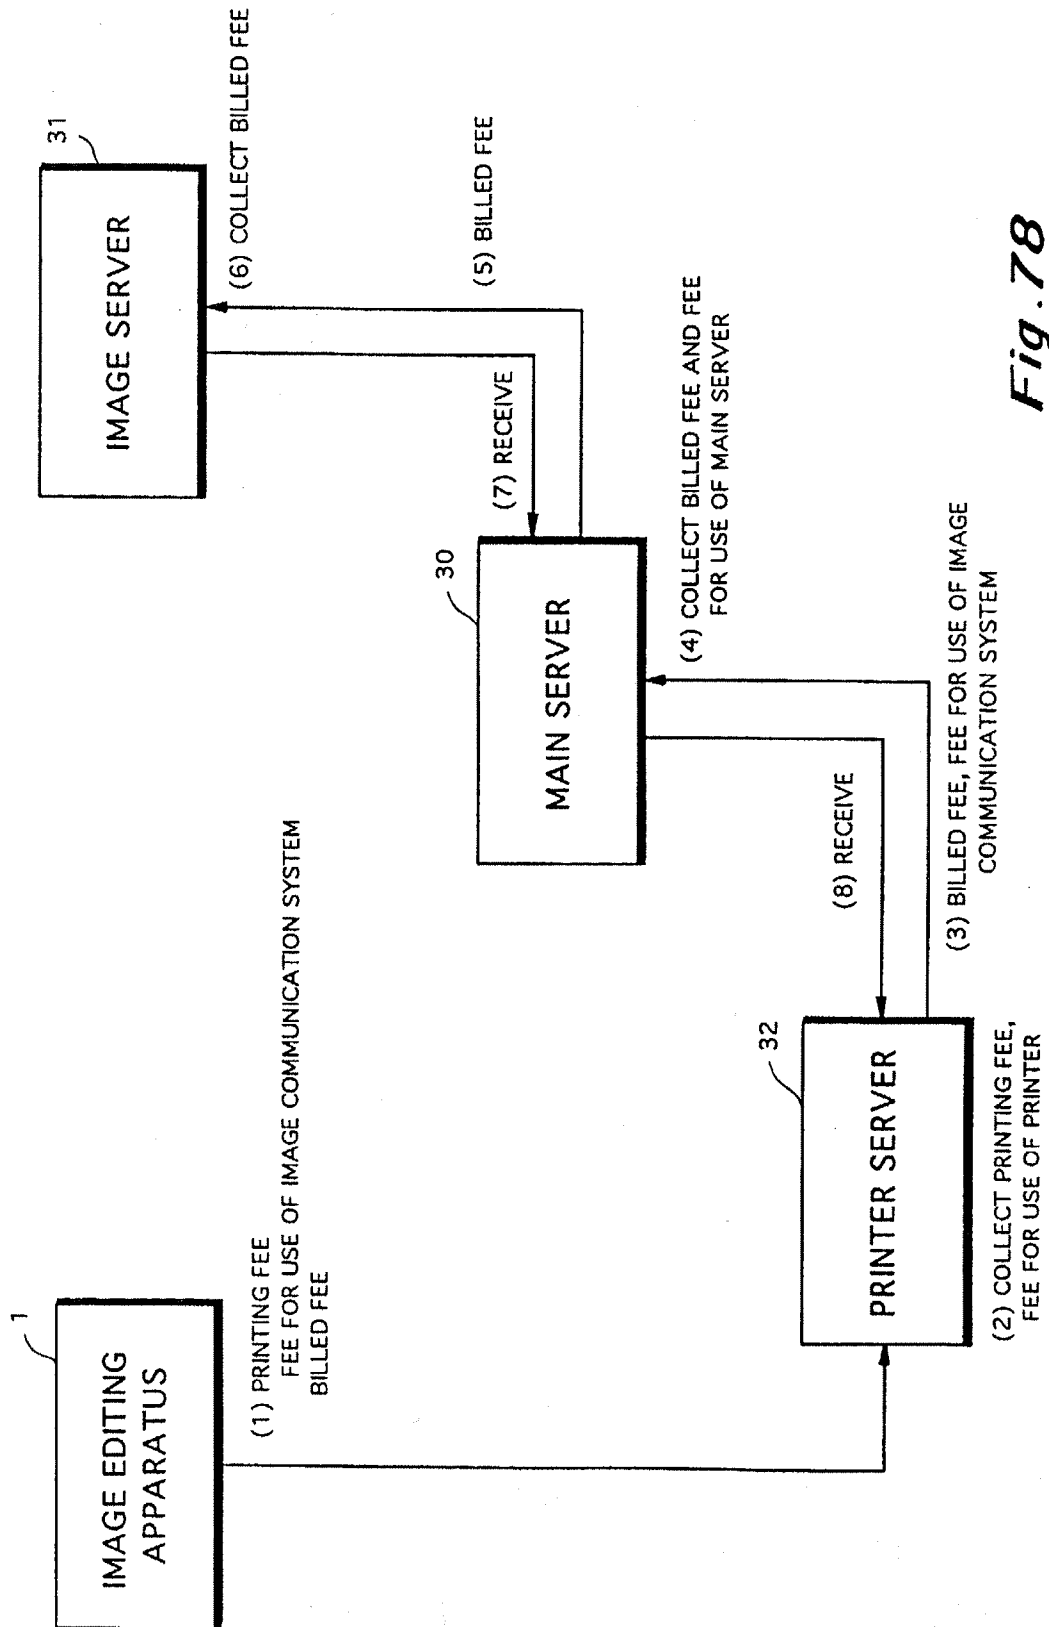 1
IMAGE EDITING
APPARATUS
(1) PRINTING FEE
FEE FOR USE OF IMAGE COMMUNICATION SYSTEM
BILLED FEE
32
PRINTER SERVER
(2) COLLECT PRINTING FEE,
FEE FOR USE OF PRINTER
(3) BILLED FEE, FEE FOR USE OF IMAGE
COMMUNICATION SYSTEM
(8) RECEIVE
30
MAIN SERVER
(4) COLLECT BILLED FEE AND FEE
FOR USE OF MAIN SERVER
(7) RECEIVE
(5) BILLED FEE
31
IMAGE SERVER
(6) COLLECT BILLED FEE
Fig. 78